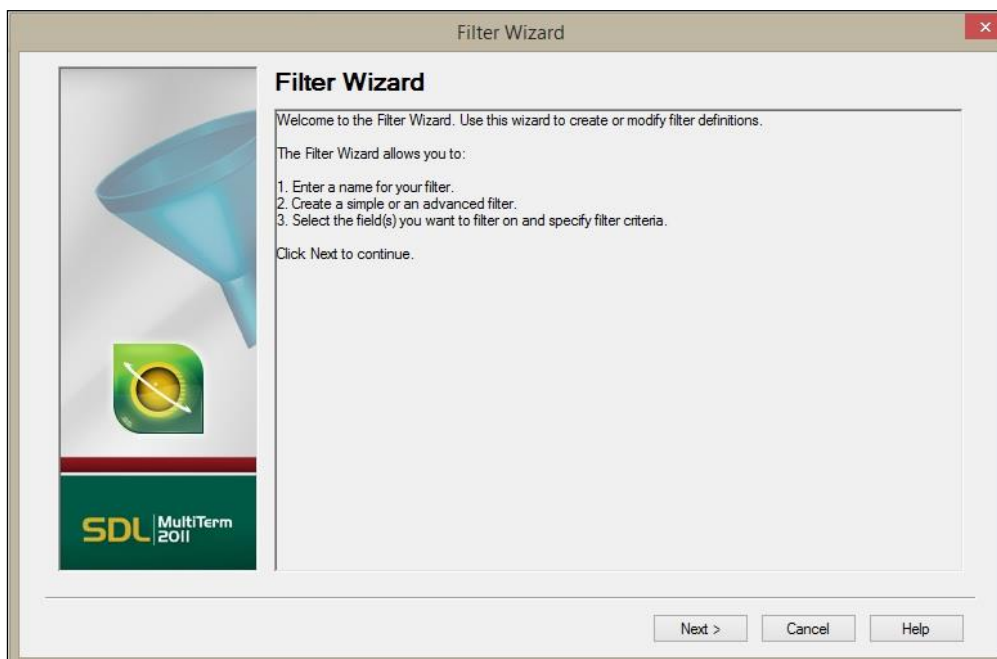 Filter Wizard
Filter Wizard
Welcome to the Filter Wizard. Use this wizard to create or modify filter definitions.
The Filter Wizard allows you to:
1. Enter a name for your filter.
2. Create a simple or an advanced filter.
3. Select the field(s) you want to filter on and specify filter criteria.
Click Next to continue.
SDL MultiTerm
2011
Next >
Cancel
Help